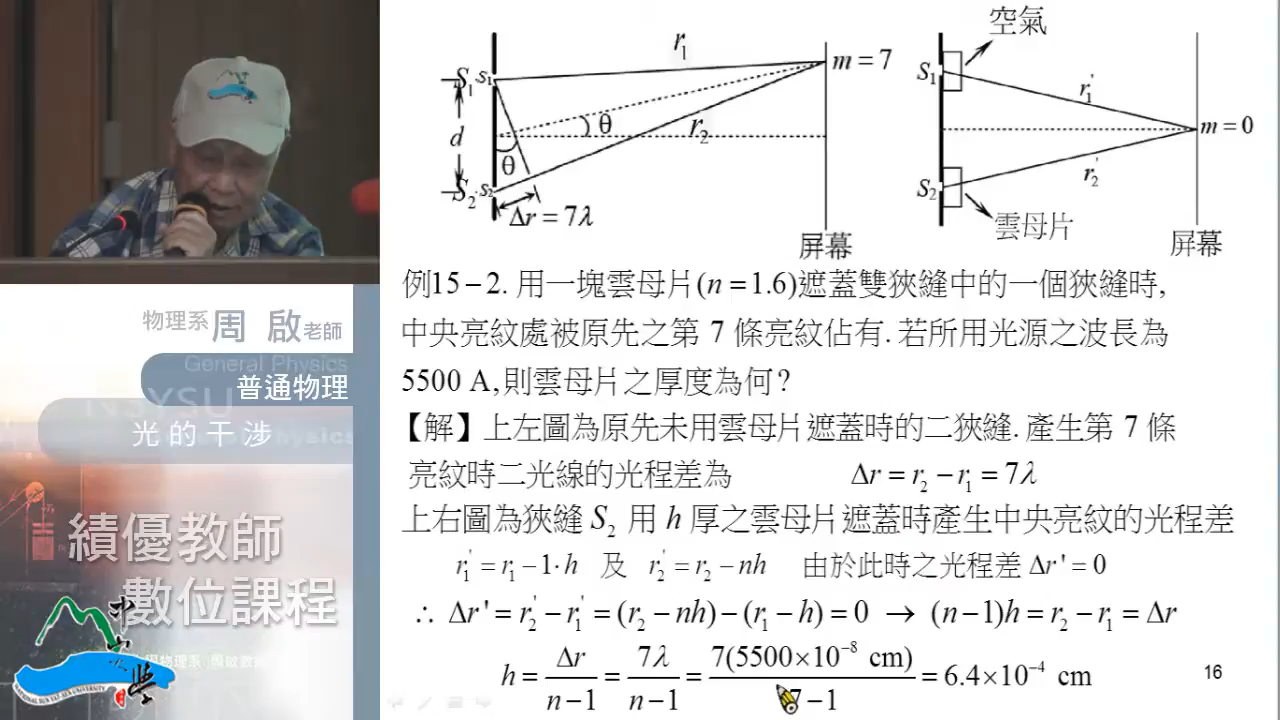 空氣
r₁
m = 7
S₁ s₁
d
θ
r₂
θ
S₂ s₂
Δr = 7λ
屏幕
S₁
r₁'
m = 0
r₂'
S₂
雲母片
屏幕
例15－2. 用一塊雲母片(n = 1.6)遮蓋雙狹縫中的一個狹縫時,
中央亮紋處被原先之第 7 條亮紋佔有. 若所用光源之波長為
5500 A,則雲母片之厚度為何?
【解】上左圖為原先未用雲母片遮蓋時的二狹縫. 產生第 7 條
亮紋時二光線的光程差為 Δr = r₂ − r₁ = 7λ
上右圖為狹縫 S₂ 用 h 厚之雲母片遮蓋時產生中央亮紋的光程差
r₁' = r₁ − 1·h 及 r₂' = r₂ − nh 由於此時之光程差 Δr' = 0
∴ Δr' = r₂' − r₁' = (r₂ − nh) − (r₁ − h) = 0 → (n−1)h = r₂ − r₁ = Δr
h = Δr/(n−1) = 7λ/(n−1) = 7(5500×10⁻⁸ cm)/ 7−1 = 6.4×10⁻⁴ cm
16
物理系 周 啟 老師
General Physics
普通物理
NSYSU
光的干涉
績優教師
數位課程